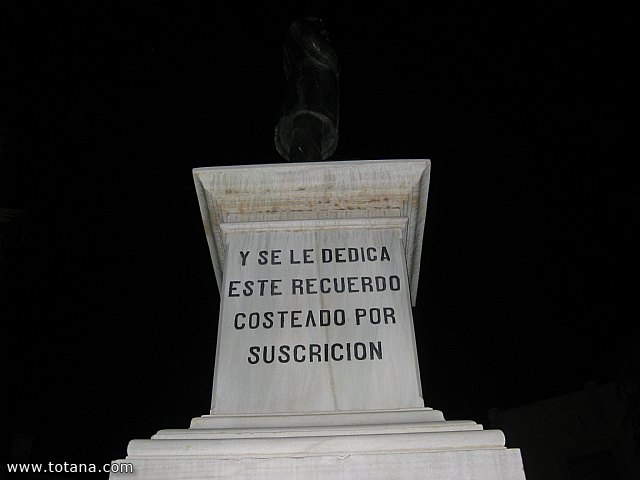 Y SE LE DEDICA
ESTE RECUERDO
COSTEADO POR
SUSCRICION
www.totana.com